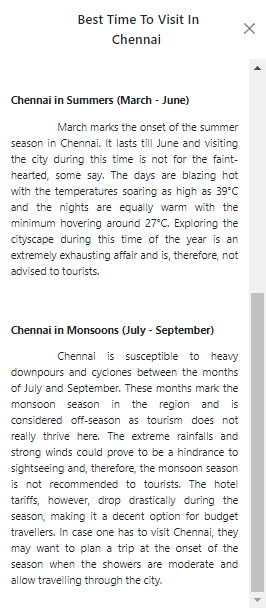 Best Time To Visit In
Chennai
Chennai in Summers (March - June)
March marks the onset of the summer
season in Chennai. It lasts till June and visiting
the city during this time is not for the faint-
hearted, some say. The days are blazing hot
with the temperatures soaring as high as 39°C
and the nights are equally warm with the
minimum hovering around 27°C. Exploring the
cityscape during this time of the year is an
extremely exhausting affair and is, therefore, not
advised to tourists.
Chennai in Monsoons (July - September)
Chennai is susceptible to heavy
downpours and cyclones between the months
of July and September. These months mark the
monsoon season in the region and is
considered off-season as tourism does not
really thrive here. The extreme rainfalls and
strong winds could prove to be a hindrance to
sightseeing and, therefore, the monsoon season
is not recommended to tourists. The hotel
tariffs, however, drop drastically during the
season, making it a decent option for budget
travellers. In case one has to visit Chennai, they
may want to plan a trip at the onset of the
season when the showers are moderate and
allow travelling through the city.